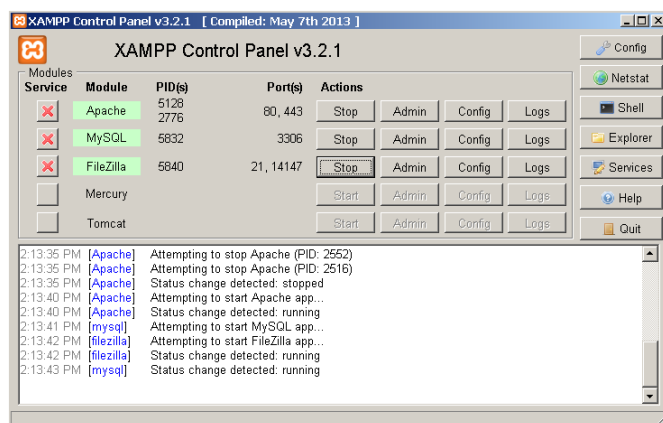 XAMPP Control Panel v3.2.1 [ Compiled: May 7th 2013 ]
XAMPP Control Panel v3.2.1
Config
Modules
Service Module PID(s) Port(s) Actions
Netstat
Apache 5128 2776 80, 443 Stop Admin Config Logs
Shell
MySQL 5832 3306 Stop Admin Config Logs
Explorer
FileZilla 5840 21, 14147 Stop Admin Config Logs
Services
Mercury Start Admin Config Logs
Help
Tomcat Start Admin Config Logs
Quit
2:13:35 PM [Apache] Attempting to stop Apache (PID: 2552)
2:13:35 PM [Apache] Attempting to stop Apache (PID: 2516)
2:13:35 PM [Apache] Status change detected: stopped
2:13:40 PM [Apache] Attempting to start Apache app...
2:13:40 PM [Apache] Status change detected: running
2:13:41 PM [mysql] Attempting to start MySQL app...
2:13:42 PM [filezilla] Attempting to start FileZilla app...
2:13:42 PM [filezilla] Status change detected: running
2:13:43 PM [mysql] Status change detected: running